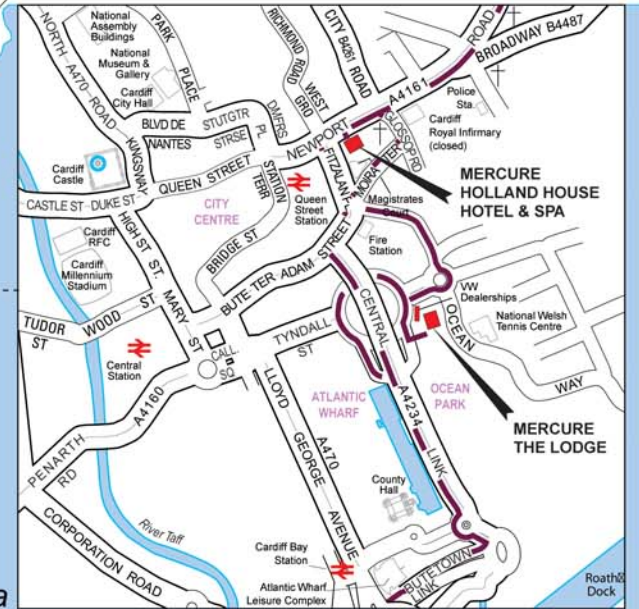 National
Assembly
Buildings
PARK
PLACE
RICHMOND ROAD
CITY B4261 ROAD
ROAD
BROADWAY B4487
NORTH A470 ROAD
National
Museum &
Gallery
Cardiff
City Hall
WEST
GRO
A4161
Police
Sta.
BLVD DE
NANTES
STUTGTR
STRSE
DMFRS
PL
NEWPORT
GLOSSOP RD
Cardiff
Royal Infirmary
(closed)
KINGSWAY
QUEEN STREET
STATION
TERR
FITZALAN P
MOIRA TER
MERCURE
HOLLAND HOUSE
HOTEL & SPA
Cardiff
Castle
CASTLE ST
DUKE ST
CITY
CENTRE
Queen
Street
Station
Magistrates
Court
HIGH ST
ST.
MARY ST
BRIDGE ST
Cardiff
RFC
Cardiff
Millennium
Stadium
Fire
Station
BUTE TER
ADAM STREET
CENTRAL
A4234
LINK
VW
Dealerships
OCEAN
WAY
National Welsh
Tennis Centre
TUDOR
ST
WOOD ST
TYNDALL
ST
CALL
SQ
Central
Station
ATLANTIC
WHARF
OCEAN
PARK
A4160
PENARTH
RD
LLOYD
GEORGE
AVENUE
A470
MERCURE
THE LODGE
County
Hall
CORPORATION ROAD
River Taff
Cardiff Bay
Station
Atlantic Wharf
Leisure Complex
BUTETOWN
LINK
Roath
Dock
a